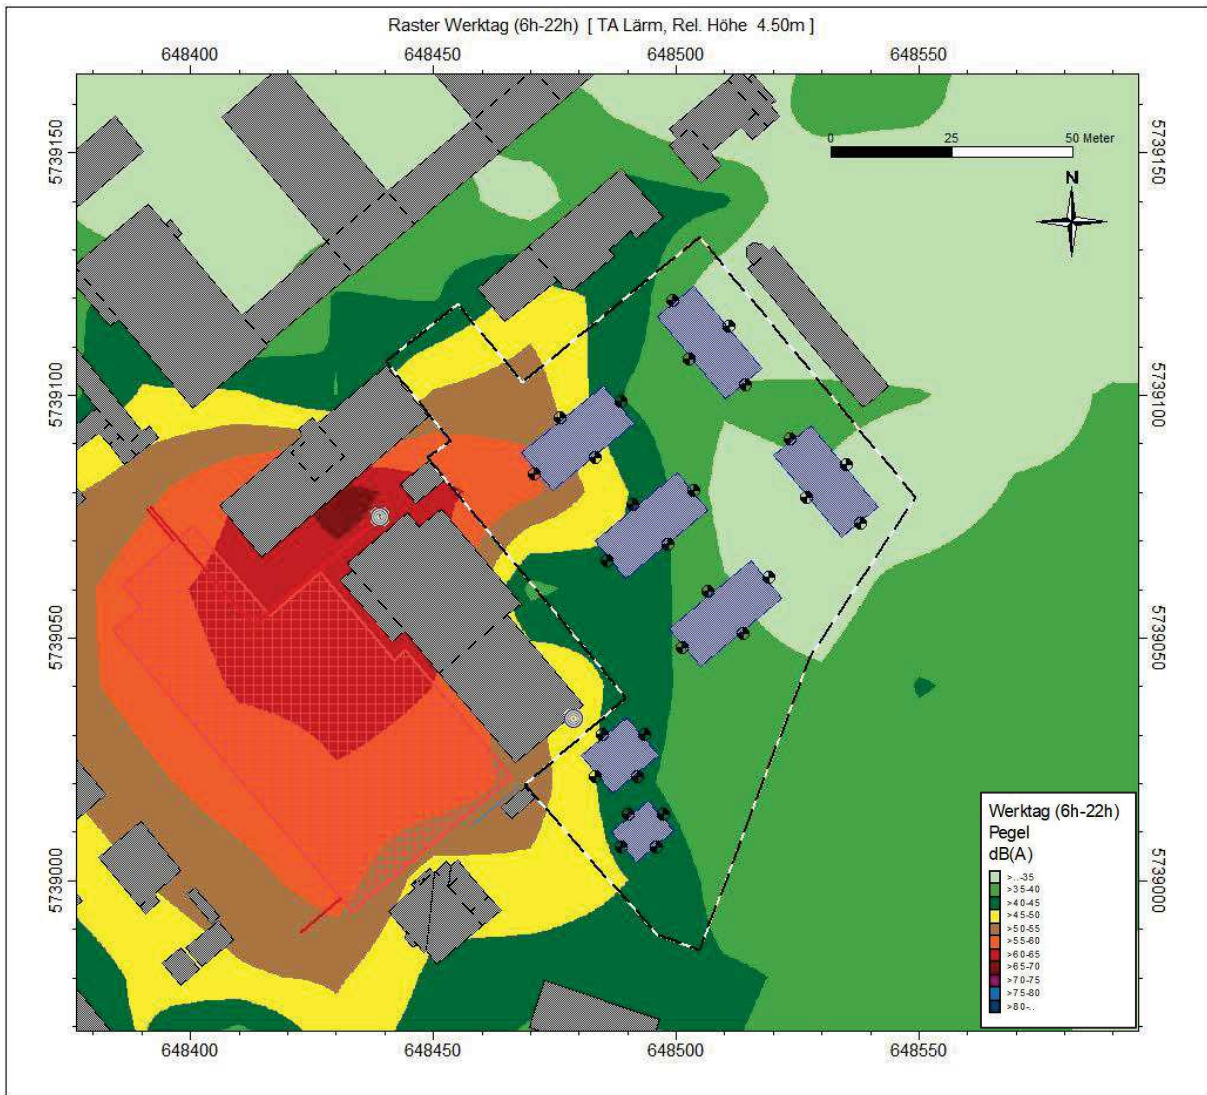 Raster Werktag (6h-22h) [ TA Lärm, Rel. Höhe 4.50m ]
648400 648450 648500 648550
5739150 5739150
0 25 50 Meter
N
5739100 5739100
5739050 5739050
5739000 5739000
Werktag (6h-22h)
Pegel
dB(A)
>..-35
>35-40
>40-45
>45-50
>50-55
>55-60
>60-65
>65-70
>70-75
>75-80
>80-..
648400 648450 648500 648550